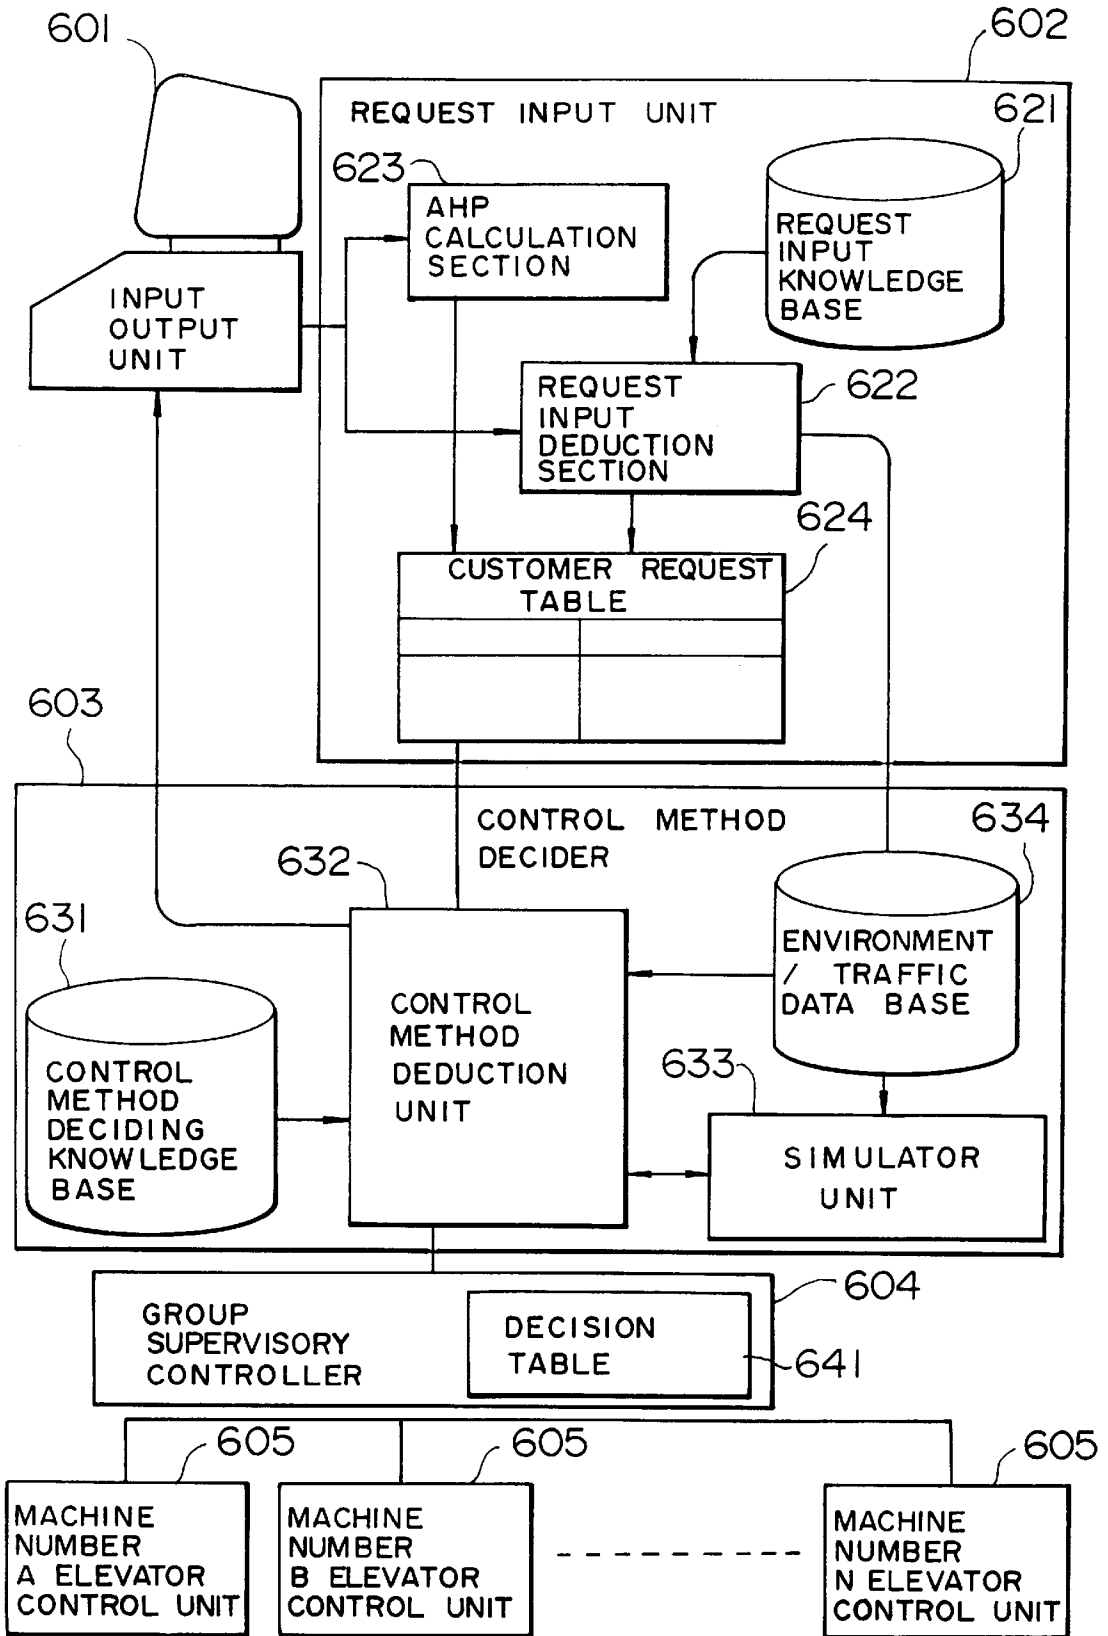 601
602
REQUEST INPUT UNIT
621
623
AHP
CALCULATION
SECTION
REQUEST
INPUT
KNOWLEDGE
BASE
INPUT
OUTPUT
UNIT
622
REQUEST
INPUT
DEDUCTION
SECTION
624
CUSTOMER REQUEST
TABLE
603
CONTROL METHOD
DECIDER
634
632
631
ENVIRONMENT
/ TRAFFIC
DATA BASE
CONTROL
METHOD
DEDUCTION
UNIT
633
CONTROL
METHOD
DECIDING
KNOWLEDGE
BASE
SIMULATOR
UNIT
604
GROUP
SUPERVISORY
CONTROLLER
DECISION
TABLE
641
605
605
605
MACHINE
NUMBER
A ELEVATOR
CONTROL UNIT
MACHINE
NUMBER
B ELEVATOR
CONTROL UNIT
MACHINE
NUMBER
N ELEVATOR
CONTROL UNIT